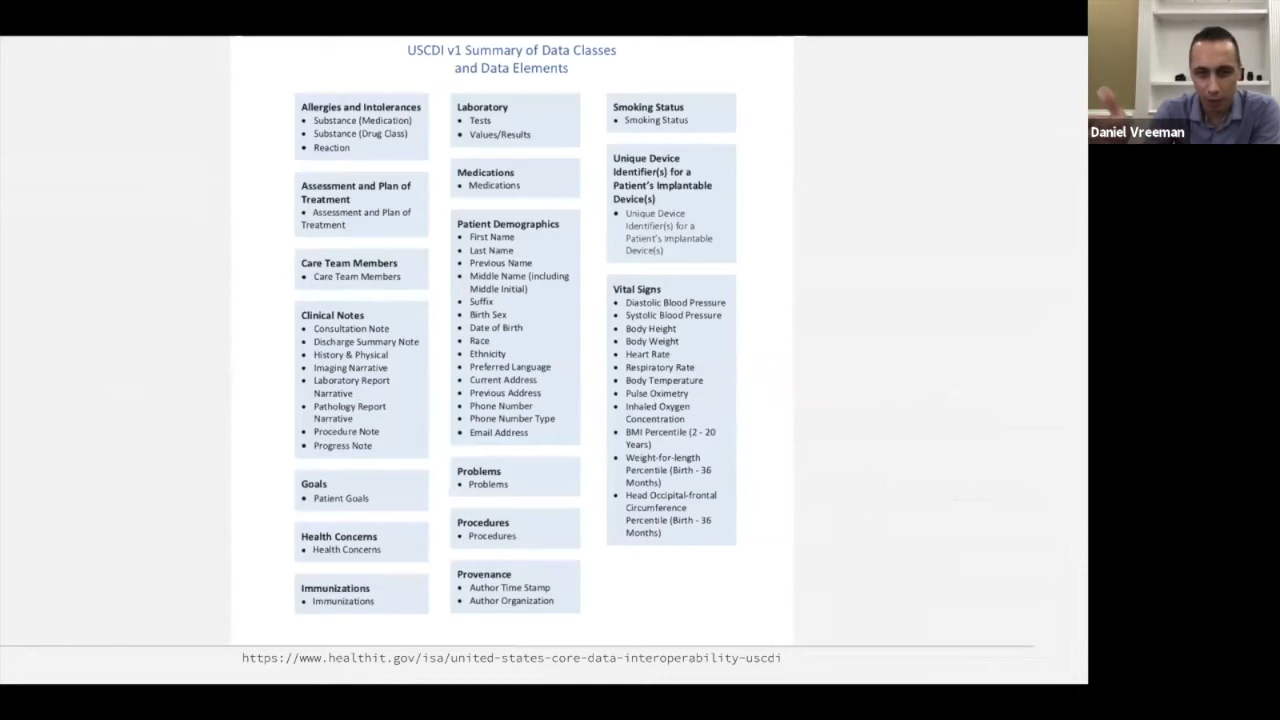 USCDI v1 Summary of Data Classes
and Data Elements
Allergies and Intolerances
• Substance (Medication)
• Substance (Drug Class)
• Reaction
Assessment and Plan of
Treatment
• Assessment and Plan of
Treatment
Care Team Members
• Care Team Members
Clinical Notes
• Consultation Note
• Discharge Summary Note
• History & Physical
• Imaging Narrative
• Laboratory Report
Narrative
• Pathology Report
Narrative
• Procedure Note
• Progress Note
Goals
• Patient Goals
Health Concerns
• Health Concerns
Immunizations
• Immunizations
Laboratory
• Tests
• Values/Results
Medications
• Medications
Patient Demographics
• First Name
• Last Name
• Previous Name
• Middle Name (including
Middle Initial)
• Suffix
• Birth Sex
• Date of Birth
• Race
• Ethnicity
• Preferred Language
• Current Address
• Previous Address
• Phone Number
• Phone Number Type
• Email Address
Problems
• Problems
Procedures
• Procedures
Provenance
• Author Time Stamp
• Author Organization
Smoking Status
• Smoking Status
Unique Device
Identifier(s) for a
Patient's Implantable
Device(s)
• Unique Device
Identifier(s) for a
Patient's Implantable
Device(s)
Vital Signs
• Diastolic Blood Pressure
• Systolic Blood Pressure
• Body Height
• Body Weight
• Heart Rate
• Respiratory Rate
• Body Temperature
• Pulse Oximetry
• Inhaled Oxygen
Concentration
• BMI Percentile (2 - 20
Years)
• Weight-for-length
Percentile (Birth - 36
Months)
• Head Occipital-frontal
Circumference
Percentile (Birth - 36
Months)
https://www.healthit.gov/isa/united-states-core-data-interoperability-uscdi
Daniel Vreeman